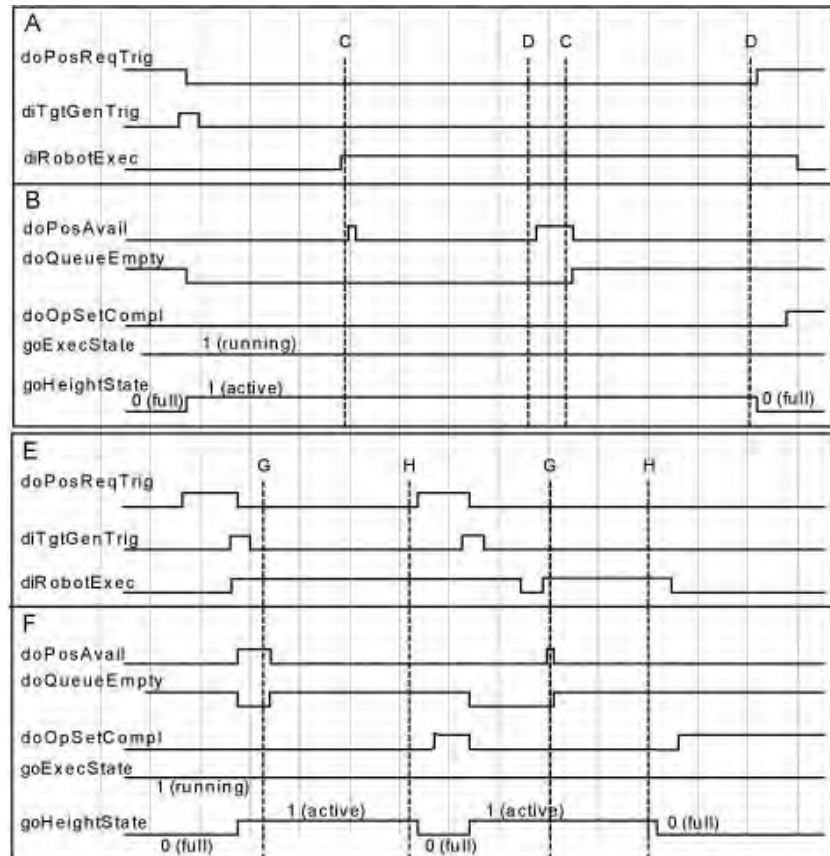 A
C D C D
doPosReqTrig
diTgtGenTrig
diRobotExec
B
doPosAvail
doQueueEmpty
doOpSetCompl
goExecState
1 (running)
goHeightState
1 (active)
0 (full)
0 (full)
E
G H G H
doPosReqTrig
diTgtGenTrig
diRobotExec
F
doPosAvail
doQueueEmpty
doOpSetCompl
goExecState
1 (running)
1 (active) 1 (active)
goHeightState
0 (full)
0 (full) 0 (full)